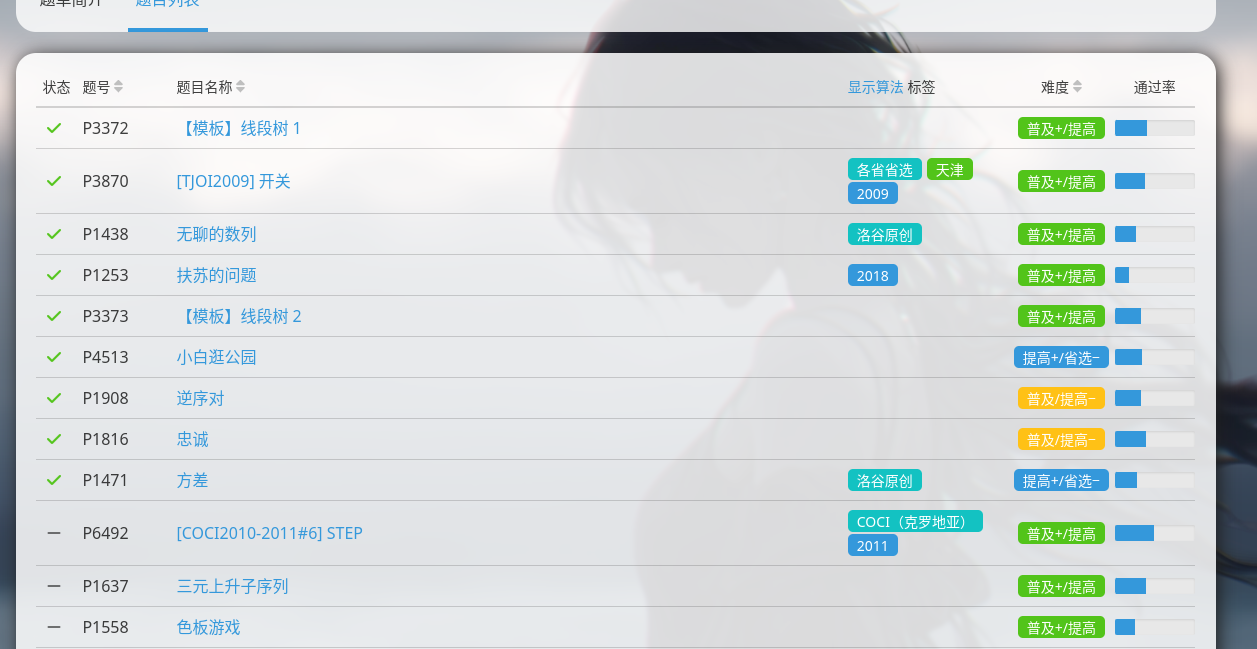 题单简介 题目列表
状态 题号 题目名称 显示算法 标签 难度 通过率
P3372 【模板】线段树 1 普及+/提高
P3870 [TJOI2009] 开关 各省省选 天津 2009 普及+/提高
P1438 无聊的数列 洛谷原创 普及+/提高
P1253 扶苏的问题 2018 普及+/提高
P3373 【模板】线段树 2 普及+/提高
P4513 小白逛公园 提高+/省选−
P1908 逆序对 普及/提高−
P1816 忠诚 普及/提高−
P1471 方差 洛谷原创 提高+/省选−
P6492 [COCI2010-2011#6] STEP COCI（克罗地亚） 2011 普及+/提高
P1637 三元上升子序列 普及+/提高
P1558 色板游戏 普及+/提高